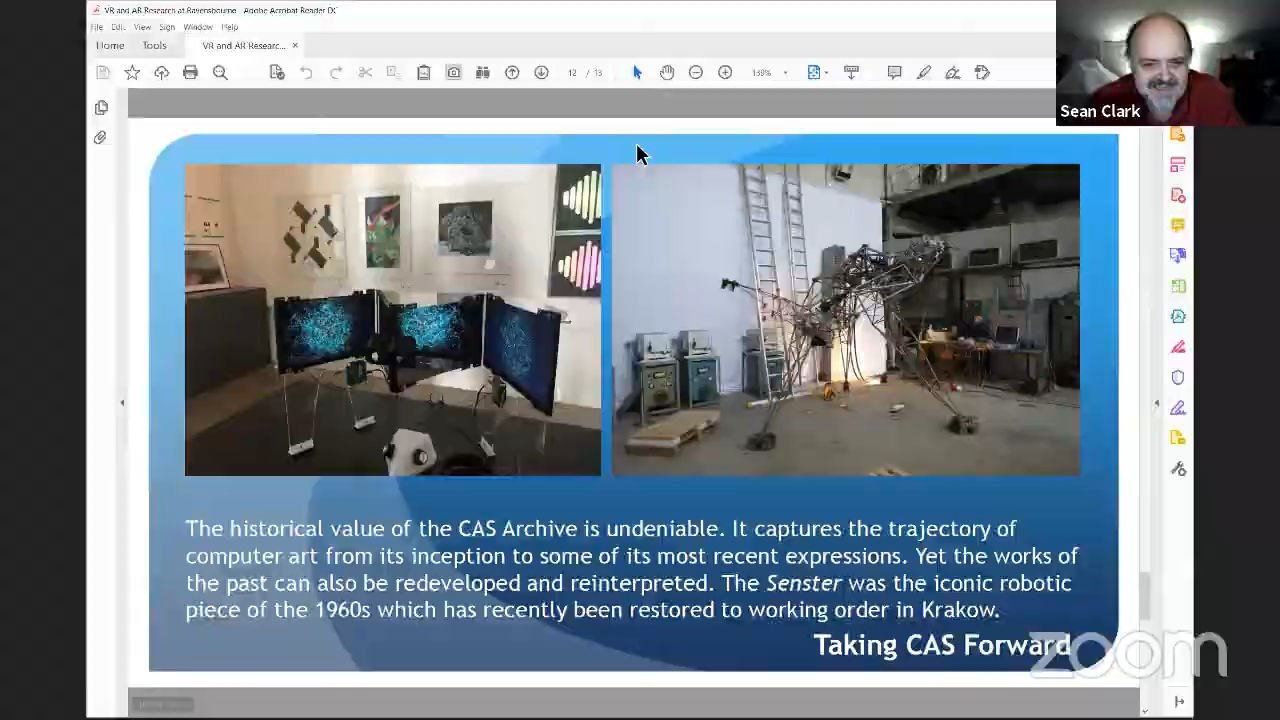 VR and AR Research at Ravensbourne - Adobe Acrobat Reader DC
File Edit View Sign Window Help
Home Tools VR and AR Researc... ×
12 / 13 138%
Sean Clark
The historical value of the CAS Archive is undeniable. It captures the trajectory of
computer art from its inception to some of its most recent expressions. Yet the works of
the past can also be redeveloped and reinterpreted. The Senster was the iconic robotic
piece of the 1960s which has recently been restored to working order in Krakow.
Taking CAS Forward
zoom